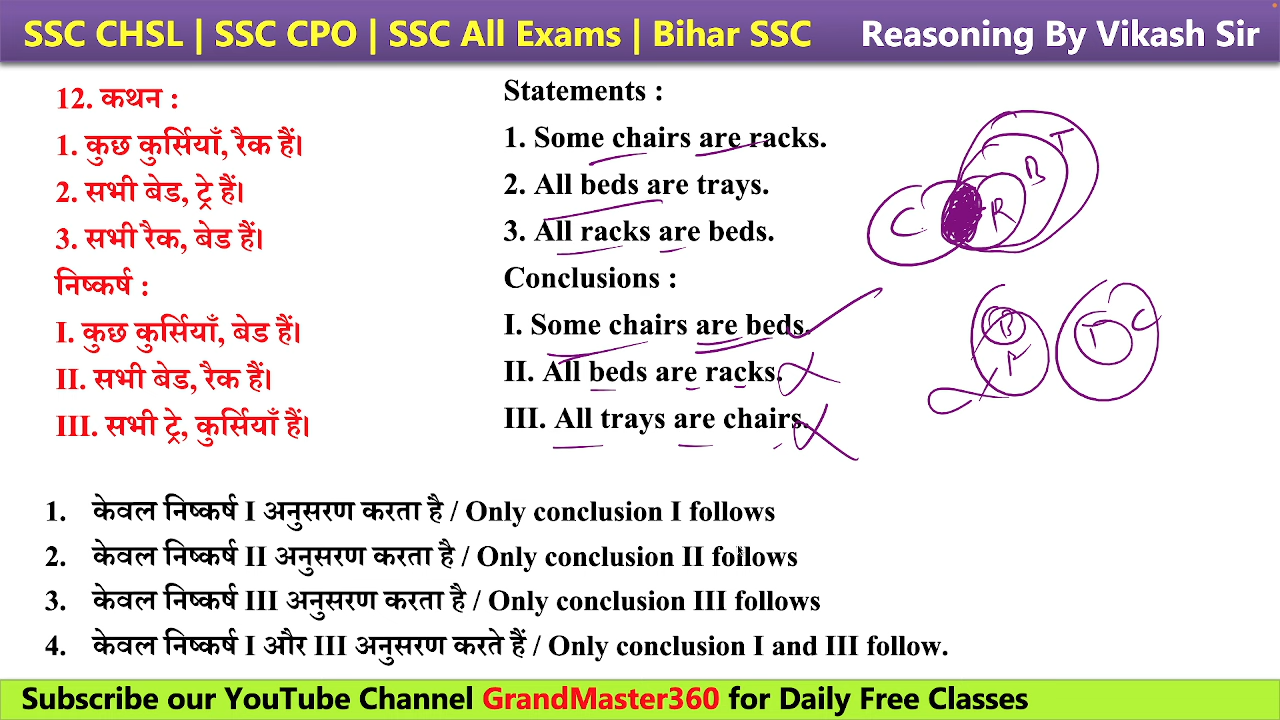 SSC CHSL | SSC CPO | SSC All Exams | Bihar SSC Reasoning By Vikash Sir
12. कथन :
1. कुछ कुर्सियाँ, रैक हैं।
2. सभी बेड, ट्रे हैं।
3. सभी रैक, बेड हैं।
निष्कर्ष :
I. कुछ कुर्सियाँ, बेड हैं।
II. सभी बेड, रैक हैं।
III. सभी ट्रे, कुर्सियाँ हैं।
Statements :
1. Some chairs are racks.
2. All beds are trays.
3. All racks are beds.
Conclusions :
I. Some chairs are beds.
II. All beds are racks.
III. All trays are chairs.
C
R
B
T
B
T
C
1. केवल निष्कर्ष I अनुसरण करता है / Only conclusion I follows
2. केवल निष्कर्ष II अनुसरण करता है / Only conclusion II follows
3. केवल निष्कर्ष III अनुसरण करता है / Only conclusion III follows
4. केवल निष्कर्ष I और III अनुसरण करते हैं / Only conclusion I and III follow.
Subscribe our YouTube Channel GrandMaster360 for Daily Free Classes